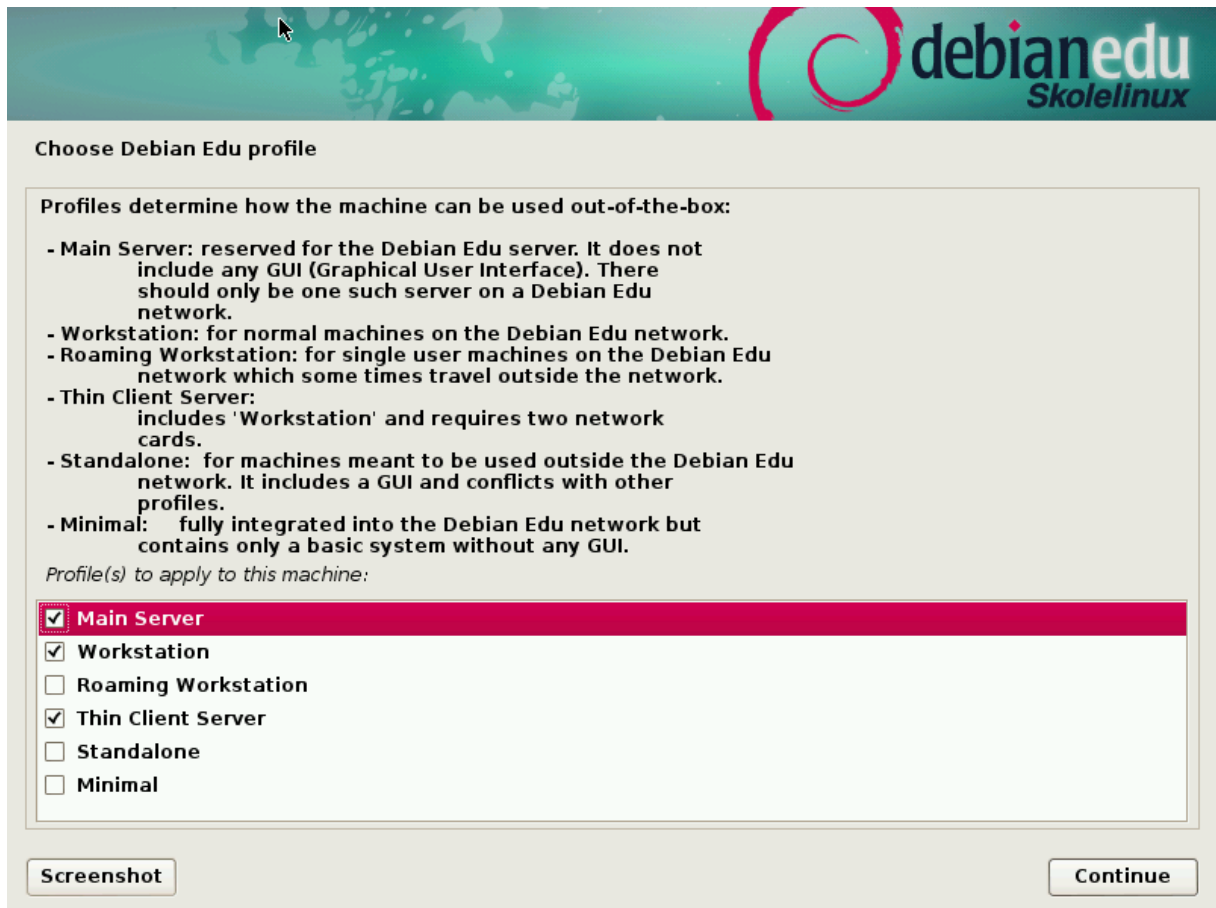 debianedu
Skolelinux
Choose Debian Edu profile
Profiles determine how the machine can be used out-of-the-box:
- Main Server: reserved for the Debian Edu server. It does not
include any GUI (Graphical User Interface). There
should only be one such server on a Debian Edu
network.
- Workstation: for normal machines on the Debian Edu network.
- Roaming Workstation: for single user machines on the Debian Edu
network which some times travel outside the network.
- Thin Client Server:
includes 'Workstation' and requires two network
cards.
- Standalone: for machines meant to be used outside the Debian Edu
network. It includes a GUI and conflicts with other
profiles.
- Minimal: fully integrated into the Debian Edu network but
contains only a basic system without any GUI.
Profile(s) to apply to this machine:
Main Server
Workstation
Roaming Workstation
Thin Client Server
Standalone
Minimal
Screenshot
Continue